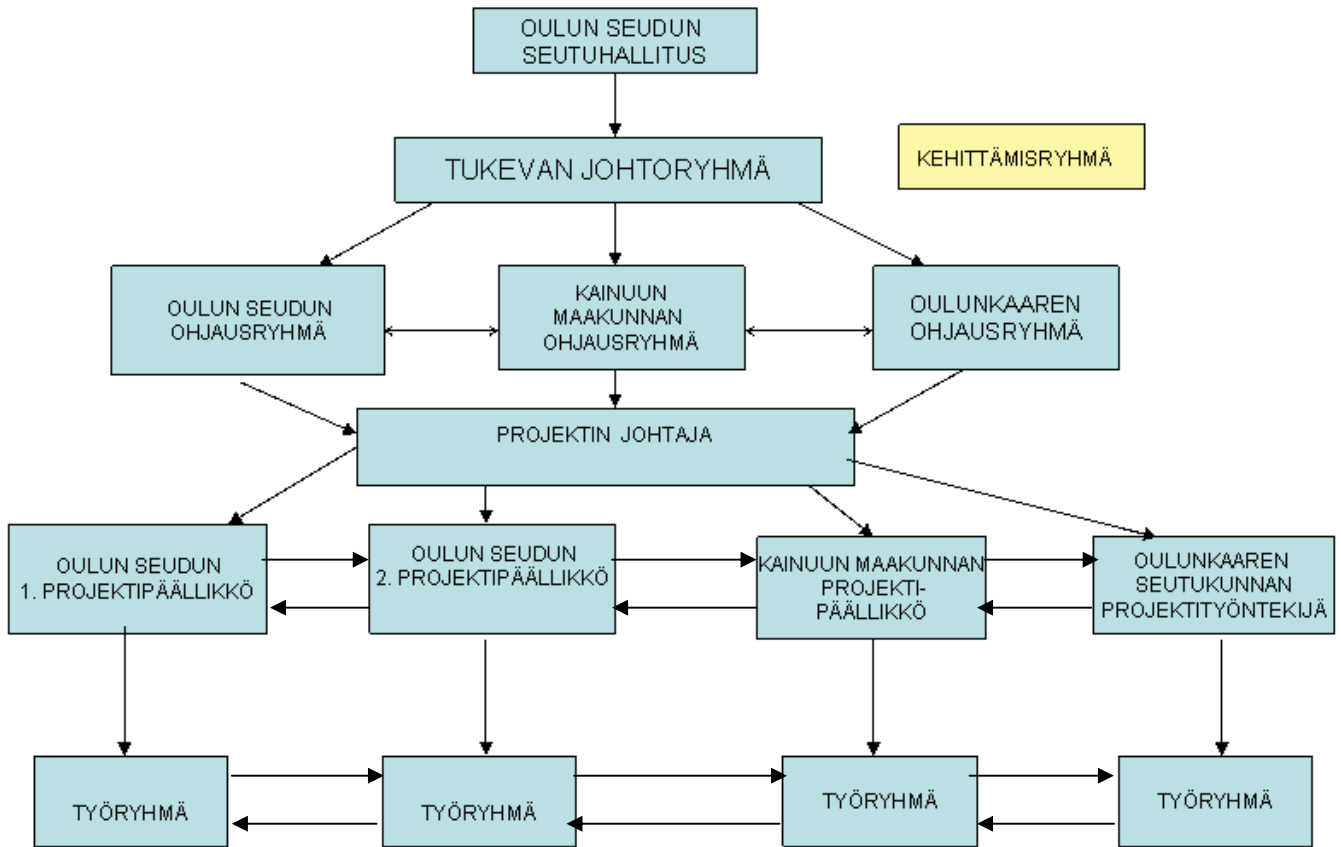 OULUN SEUDUN
SEUTUHALLITUS
TUKEVAN JOHTORYHMÄ
KEHITTÄMISRYHMÄ
OULUN SEUDUN
OHJAUSRYHMÄ
KAINUUN
MAAKUNNAN
OHJAUSRYHMÄ
OULUNKAAREN
OHJAUSRYHMÄ
PROJEKTIN JOHTAJA
OULUN SEUDUN
1. PROJEKTIPÄÄLLIKKÖ
OULUN SEUDUN
2. PROJEKTIPÄÄLLIKKÖ
KAINUUN MAAKUNNAN
PROJEKTI-
PÄÄLLIKKÖ
OULUNKAAREN
SEUTUKUNNAN
PROJEKTITYÖNTEKIJÄ
TYÖRYHMÄ
TYÖRYHMÄ
TYÖRYHMÄ
TYÖRYHMÄ